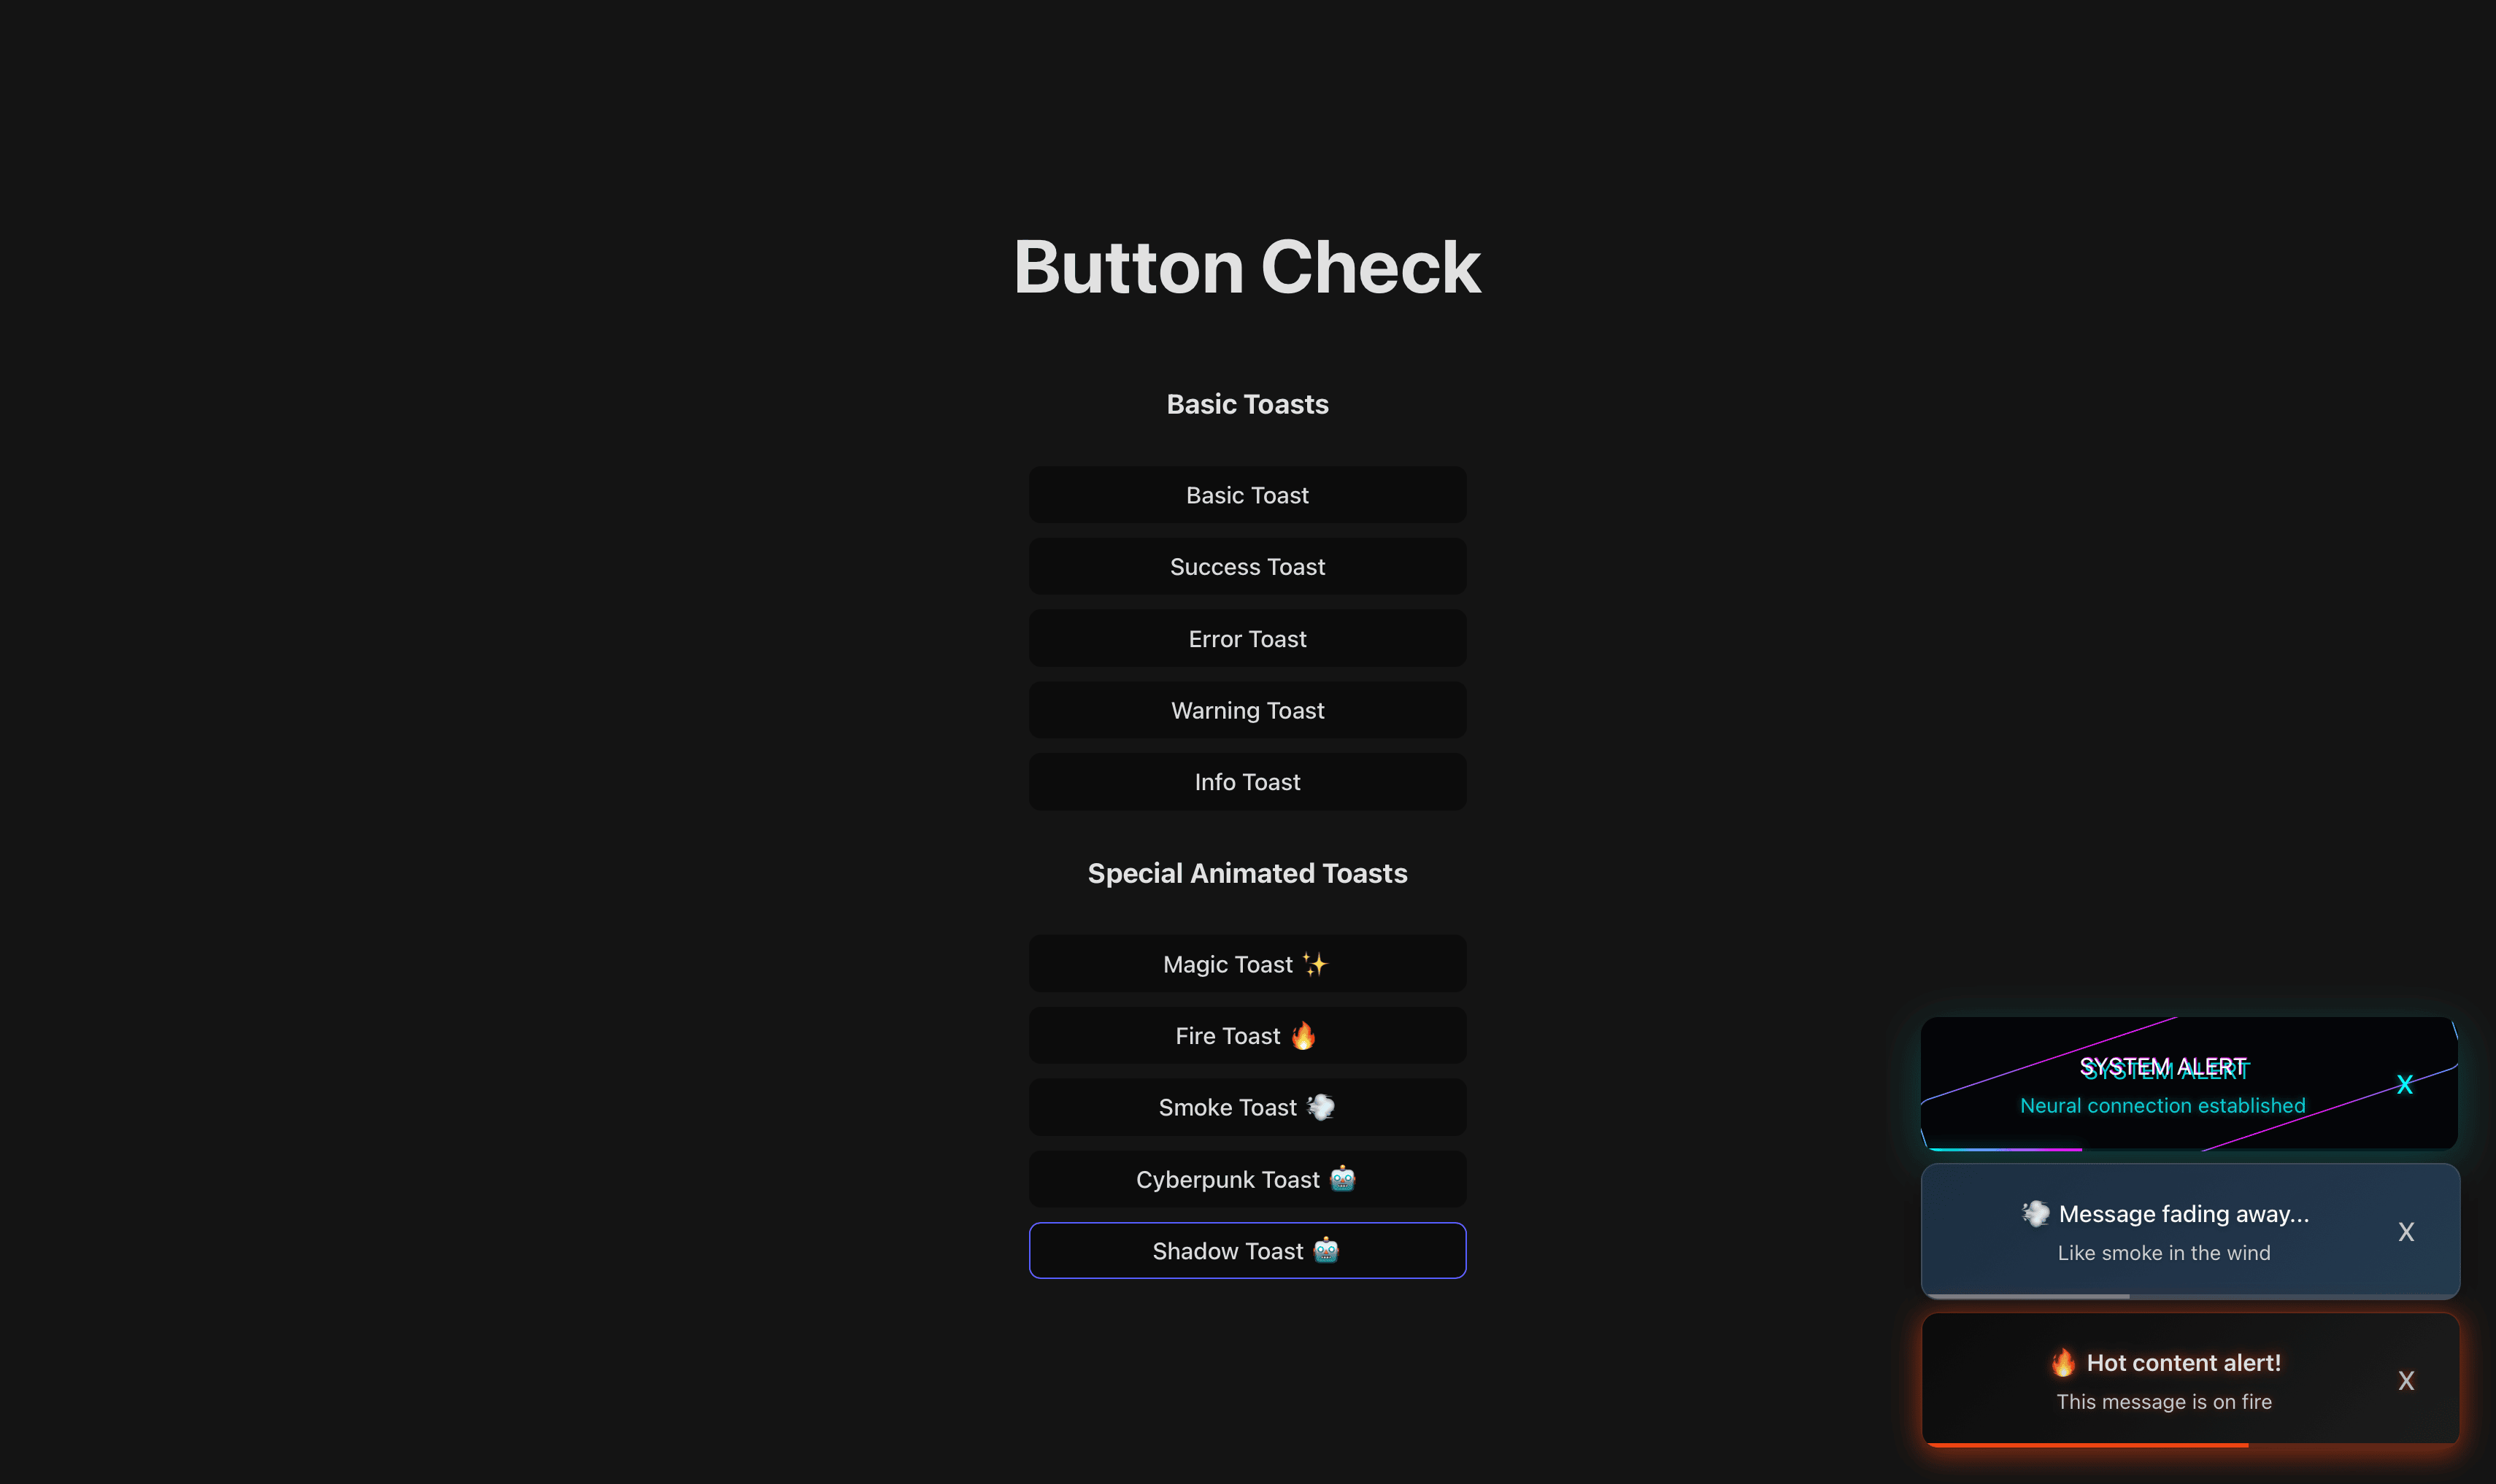 Button Check
Basic Toasts
Basic Toast
Success Toast
Error Toast
Warning Toast
Info Toast
Special Animated Toasts
Magic Toast ✨
Fire Toast 🔥
Smoke Toast 💨
Cyberpunk Toast 🤖
Shadow Toast 🤖
SYSTEM ALERT
Neural connection established
X
💨 Message fading away...
Like smoke in the wind
X
🔥 Hot content alert!
This message is on fire
X